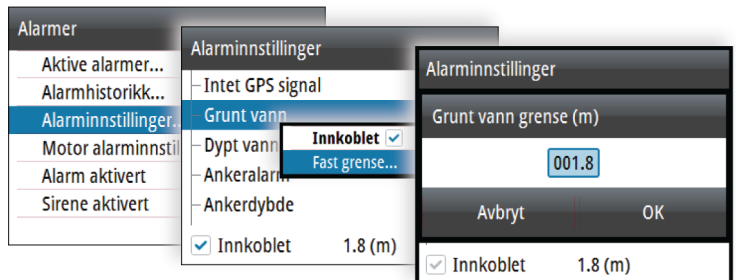 Alarmer
Aktive alarmer...
Alarmhistorikk...
Alarminnstillinger..
Motor alarminnstil
Alarm aktivert
Sirene aktivert
Alarminnstillinger
Intet GPS signal
Grunt vann
Dypt vann
Ankeralarm
Ankerdybde
Innkoblet 1.8 (m)
Innkoblet
Fast grense...
Alarminnstillinger
Grunt vann grense (m)
001.8
Avbryt OK
Innkoblet 1.8 (m)